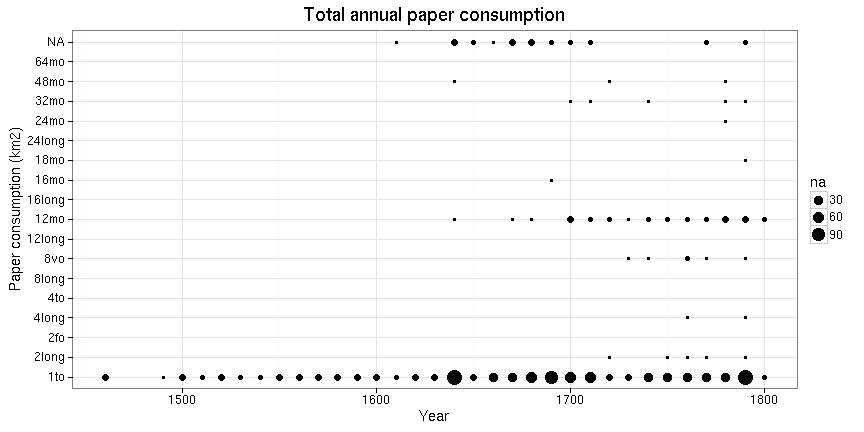 Total annual paper consumption
Paper consumption (km2)
NA
64mo
48mo
32mo
24mo
24long
18mo
16mo
16long
12mo
12long
8vo
8long
4to
4long
2fo
2long
1to
1500 1600 1700 1800
Year
na
30
60
90